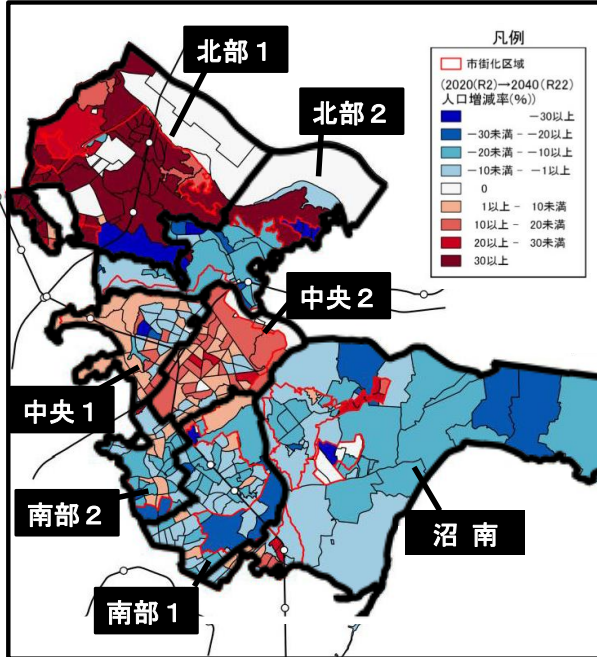 凡例
市街化区域
(2020(R2)→2040(R22)
人口増減率(%))
-30以上
-30未満 - -20以上
-20未満 - -10以上
-10未満 - -1以上
0
1以上 - 10未満
10以上 - 20未満
20以上 - 30未満
30以上
北部1
北部2
中央2
中央1
南部2
沼南
南部1